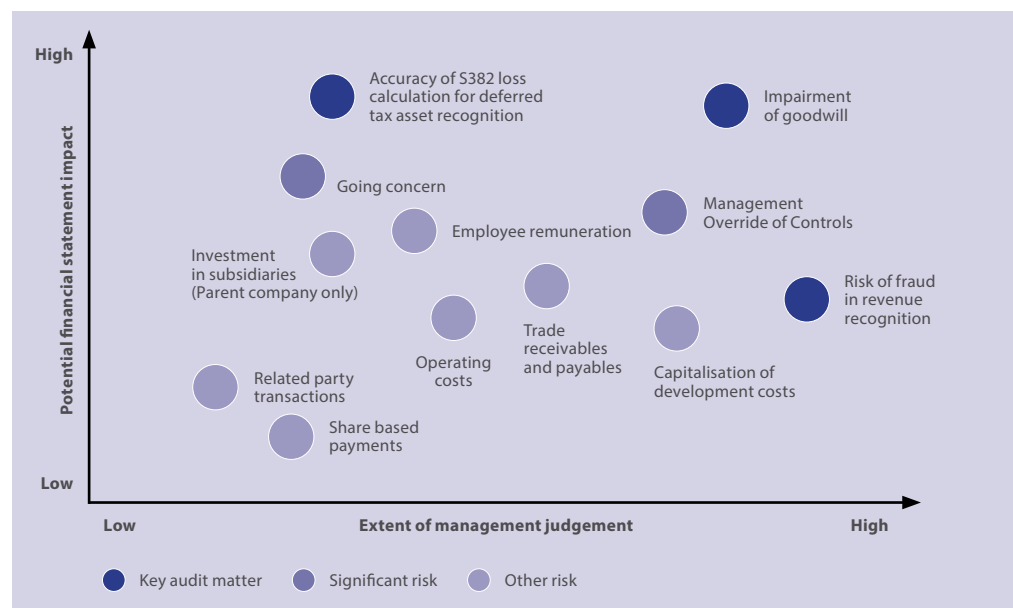 High
Potential financial statement impact
Low
Accuracy of S382 loss
calculation for deferred
tax asset recognition
Impairment
of goodwill
Going concern
Management
Override of Controls
Employee remuneration
Investment
in subsidiaries
(Parent company only)
Risk of fraud
in revenue
recognition
Trade
receivables
and payables
Operating
costs
Capitalisation of
development costs
Related party
transactions
Share based
payments
Low
Extent of management judgement
High
Key audit matter
Significant risk
Other risk